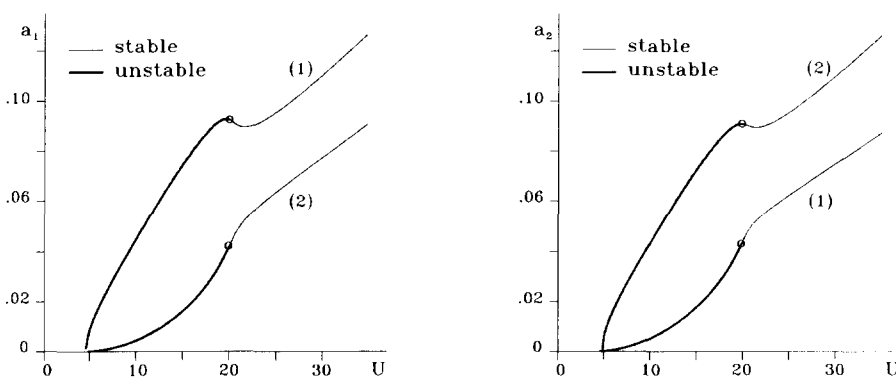 a1
stable
unstable
(1)
.10
.06
(2)
.02
0
0 10 20 30 U
a2
stable
unstable
(2)
.10
.06
(1)
.02
0
0 10 20 30 U